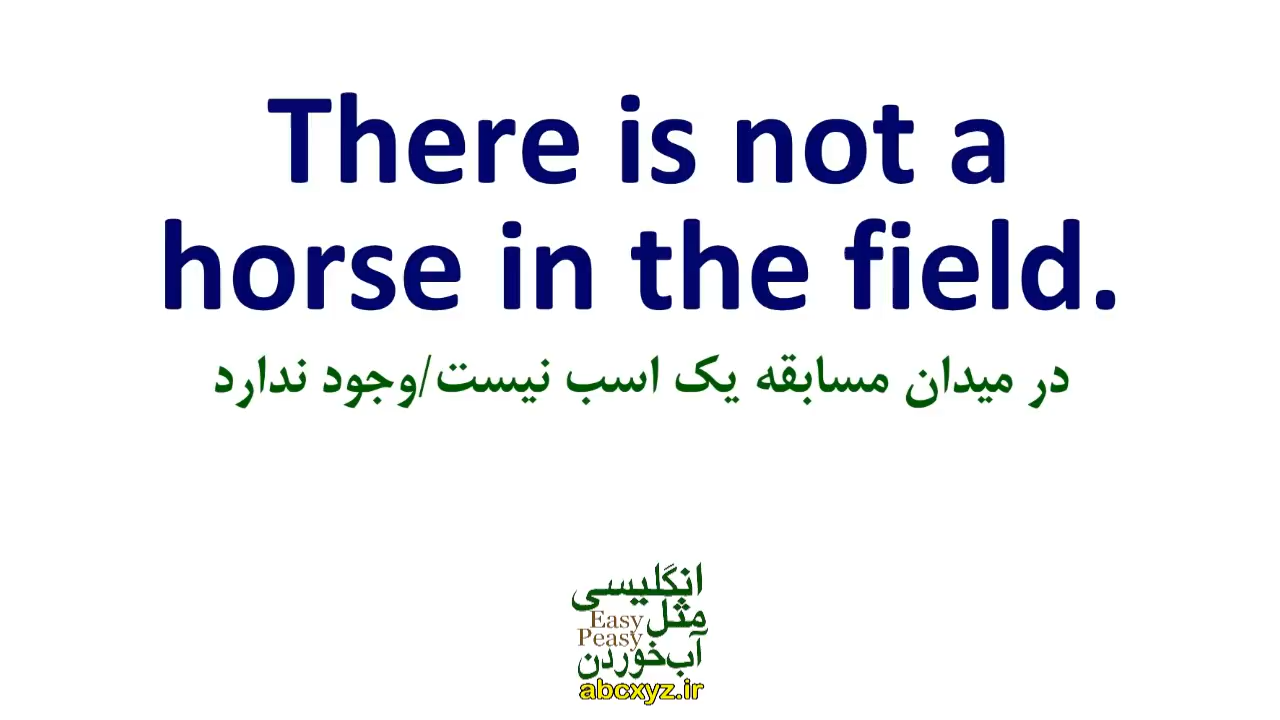 There is not a
horse in the field.
در میدان مسابقه یک اسب نیست/وجود ندارد
انگلیسی
مثل
Easy
Peasy
آب‌خوردن
abcxyz.ir